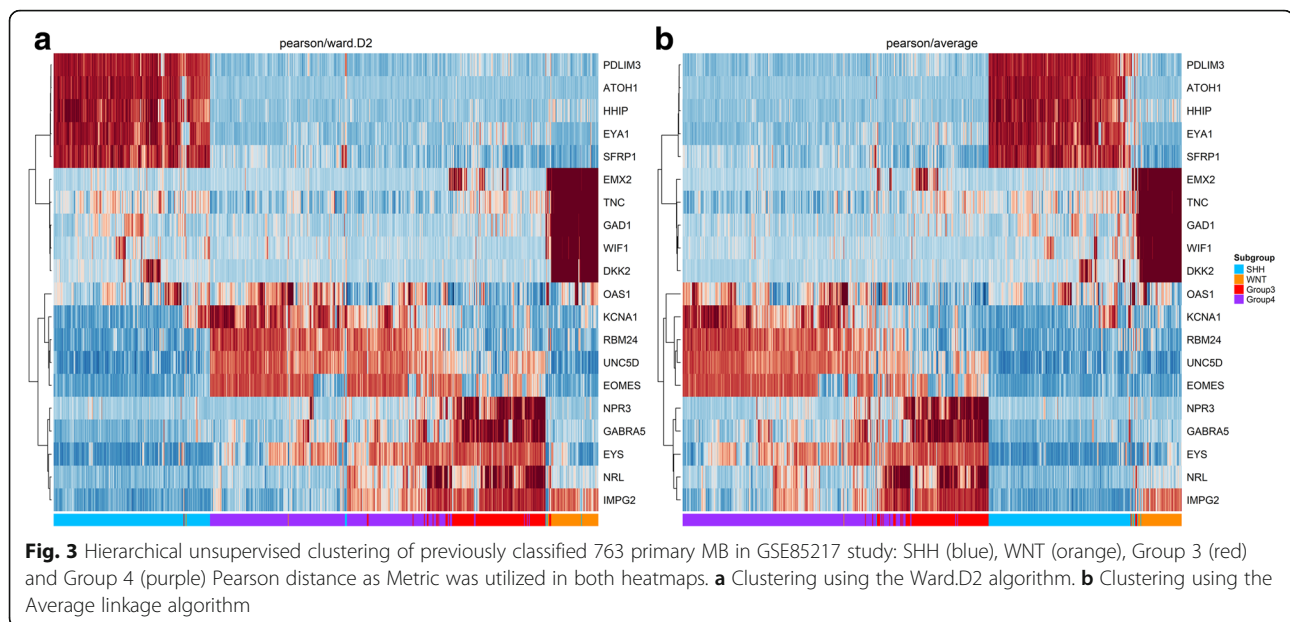 a
pearson/ward.D2
PDLIM3
ATOH1
HHIP
EYA1
SFRP1
EMX2
TNC
GAD1
WIF1
DKK2
OAS1
KCNA1
RBM24
UNC5D
EOMES
NPR3
GABRA5
EYS
NRL
IMPG2
b
pearson/average
PDLIM3
ATOH1
HHIP
EYA1
SFRP1
EMX2
TNC
GAD1
WIF1
DKK2
OAS1
KCNA1
RBM24
UNC5D
EOMES
NPR3
GABRA5
EYS
NRL
IMPG2
Subgroup
SHH
WNT
Group3
Group4
Fig. 3 Hierarchical unsupervised clustering of previously classified 763 primary MB in GSE85217 study: SHH (blue), WNT (orange), Group 3 (red)
and Group 4 (purple) Pearson distance as Metric was utilized in both heatmaps. a Clustering using the Ward.D2 algorithm. b Clustering using the
Average linkage algorithm